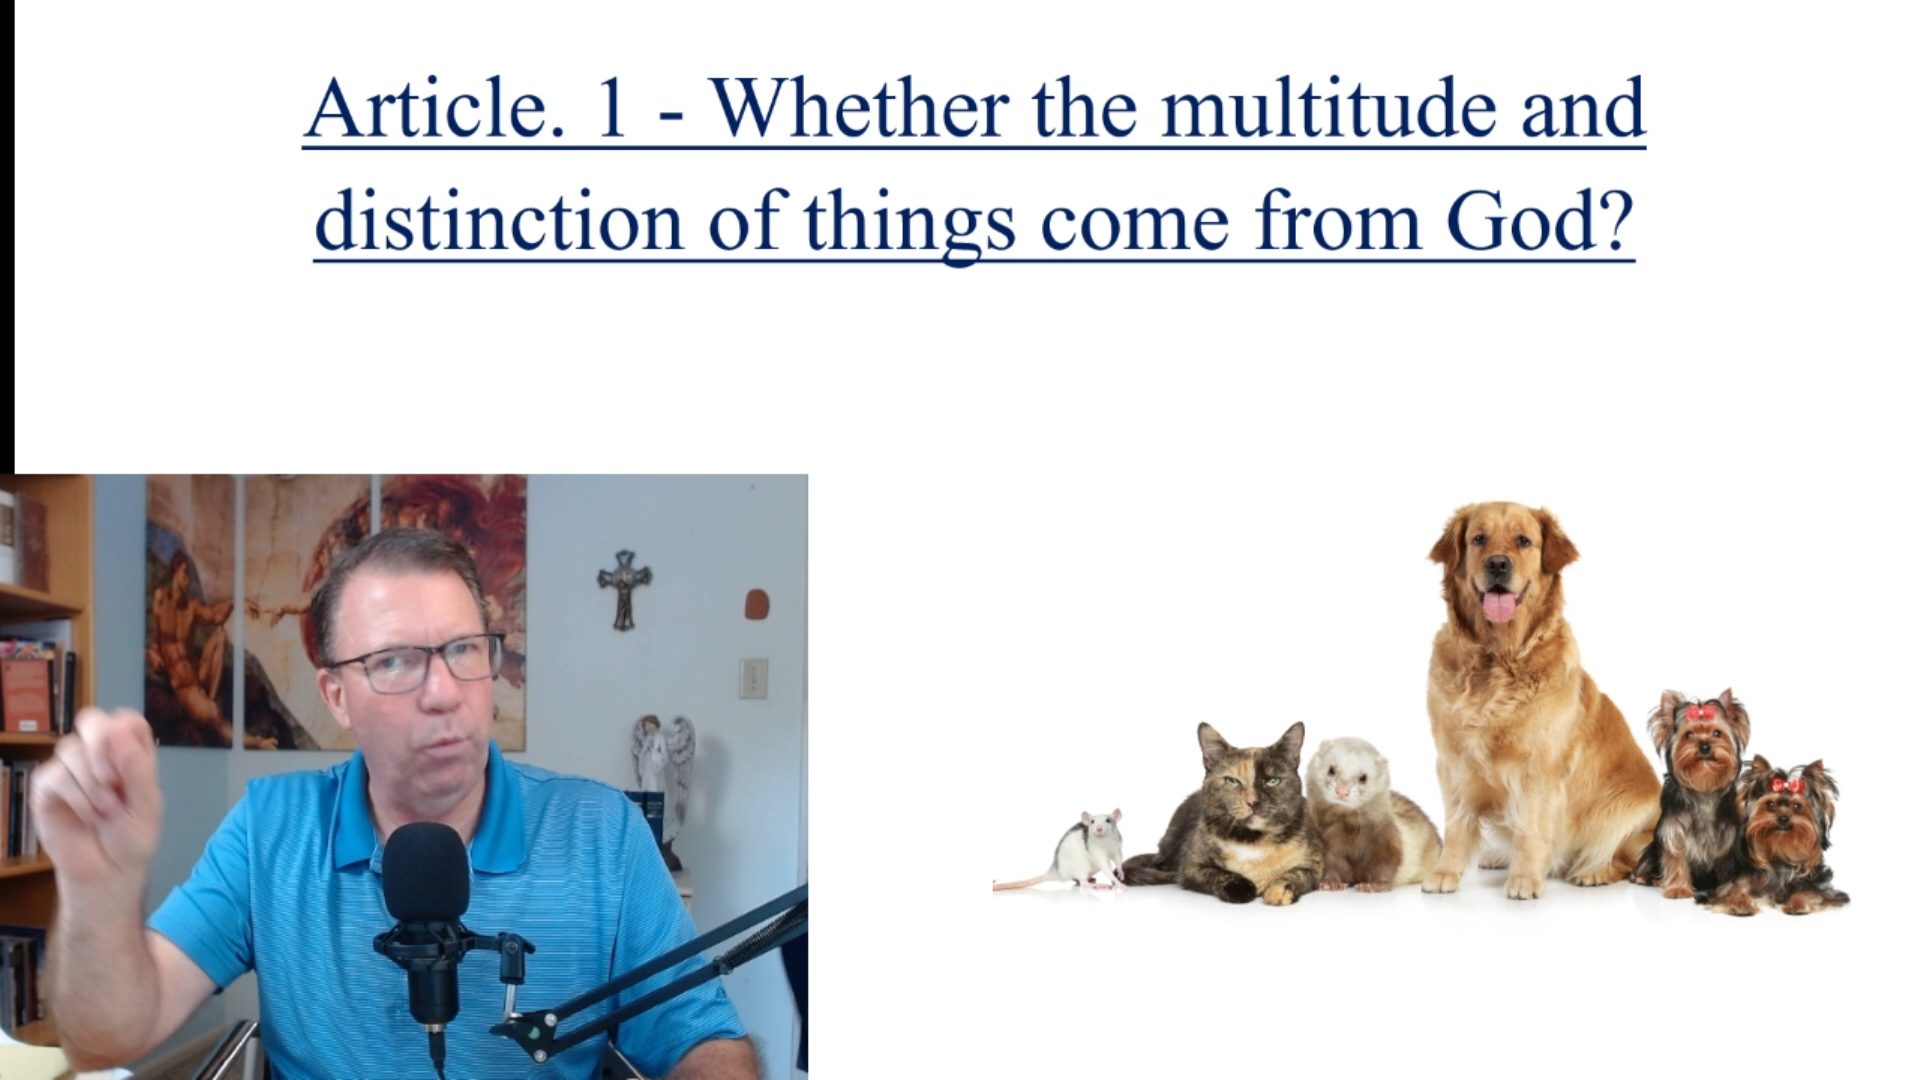 Article. 1 - Whether the multitude and
distinction of things come from God?